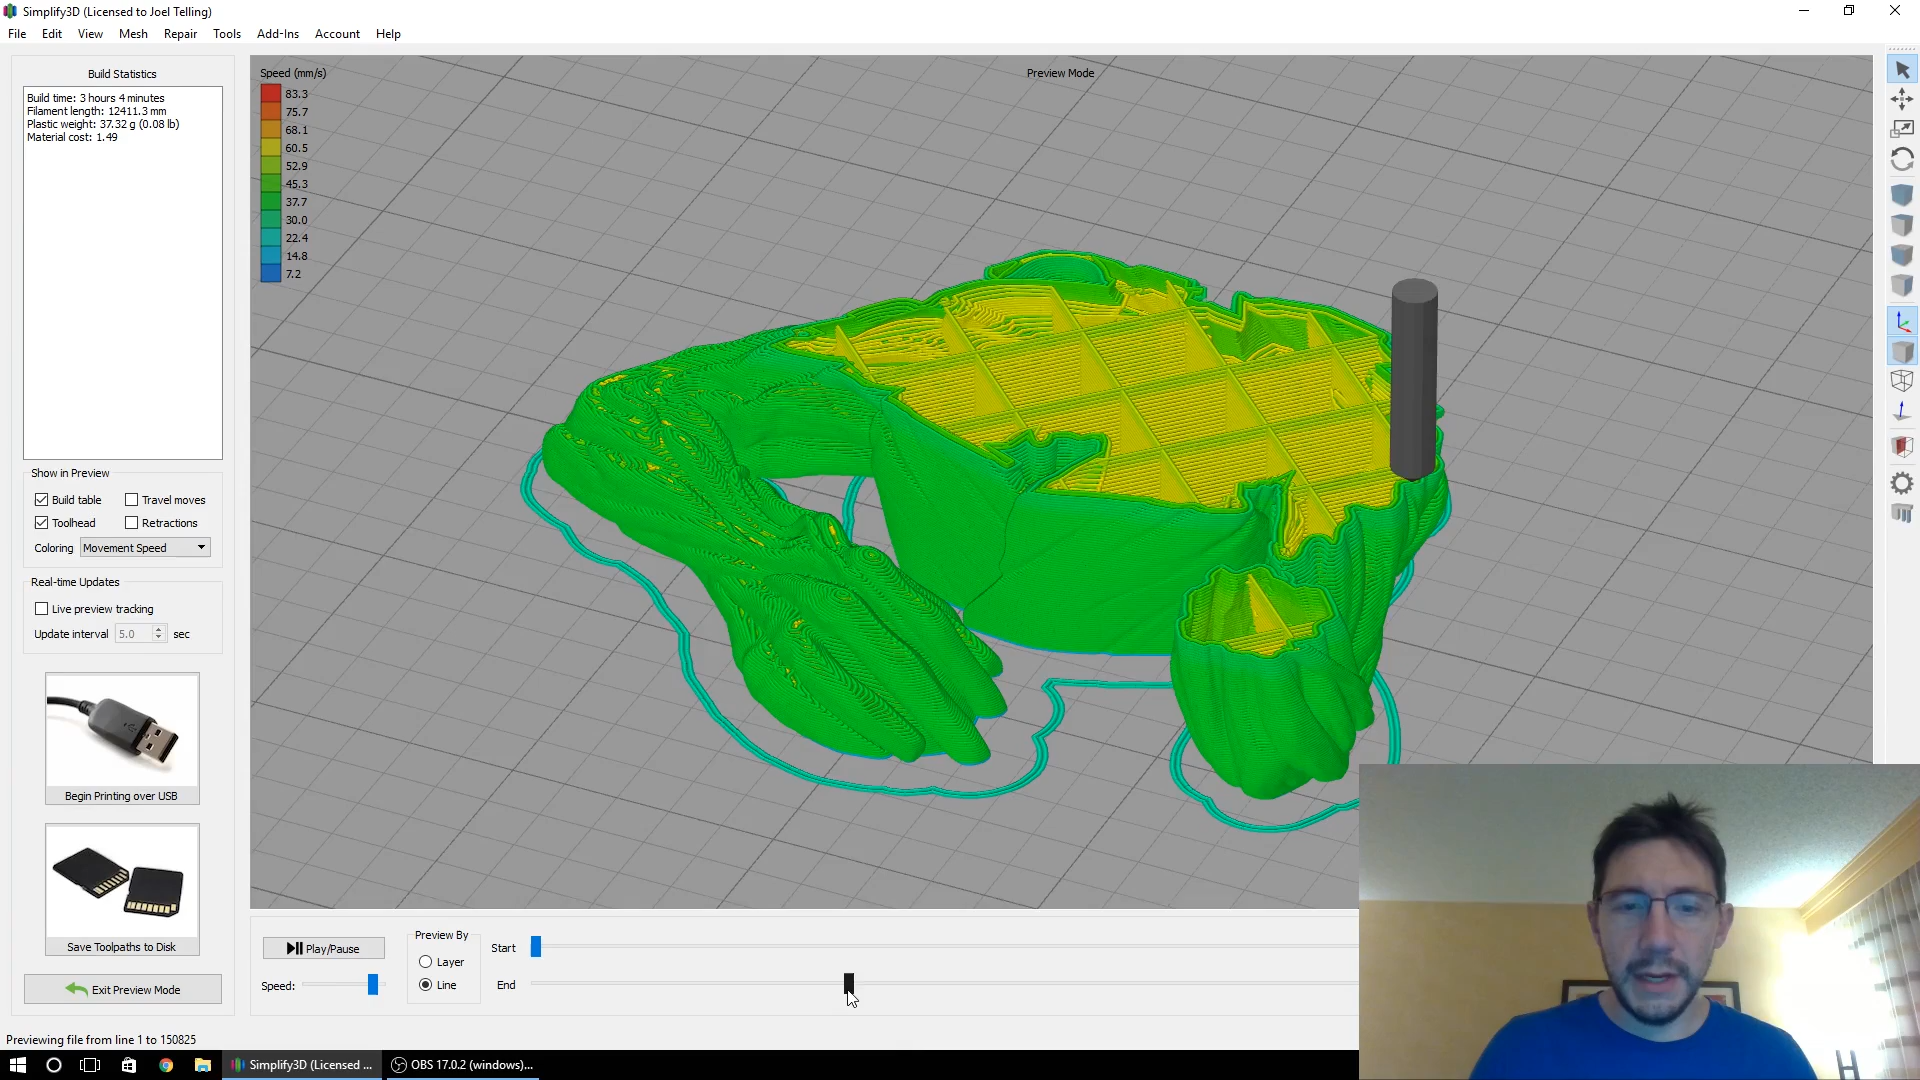 Simplify3D (Licensed to Joel Telling)
File Edit View Mesh Repair Tools Add-Ins Account Help
Build Statistics
Build time: 3 hours 4 minutes
Filament length: 12411.3 mm
Plastic weight: 37.32 g (0.08 lb)
Material cost: 1.49
Speed (mm/s)
83.3
75.7
68.1
60.5
52.9
45.3
37.7
30.0
22.4
14.8
7.2
Preview Mode
Show in Preview
Build table Travel moves
Toolhead Retractions
Coloring Movement Speed
Real-time Updates
Live preview tracking
Update interval 5.0 sec
Begin Printing over USB
Save Toolpaths to Disk
Exit Preview Mode
Play/Pause
Speed:
Preview By
Layer
Line
Start
End
Previewing file from line 1 to 150825
Simplify3D (Licensed ...
OBS 17.0.2 (windows)...